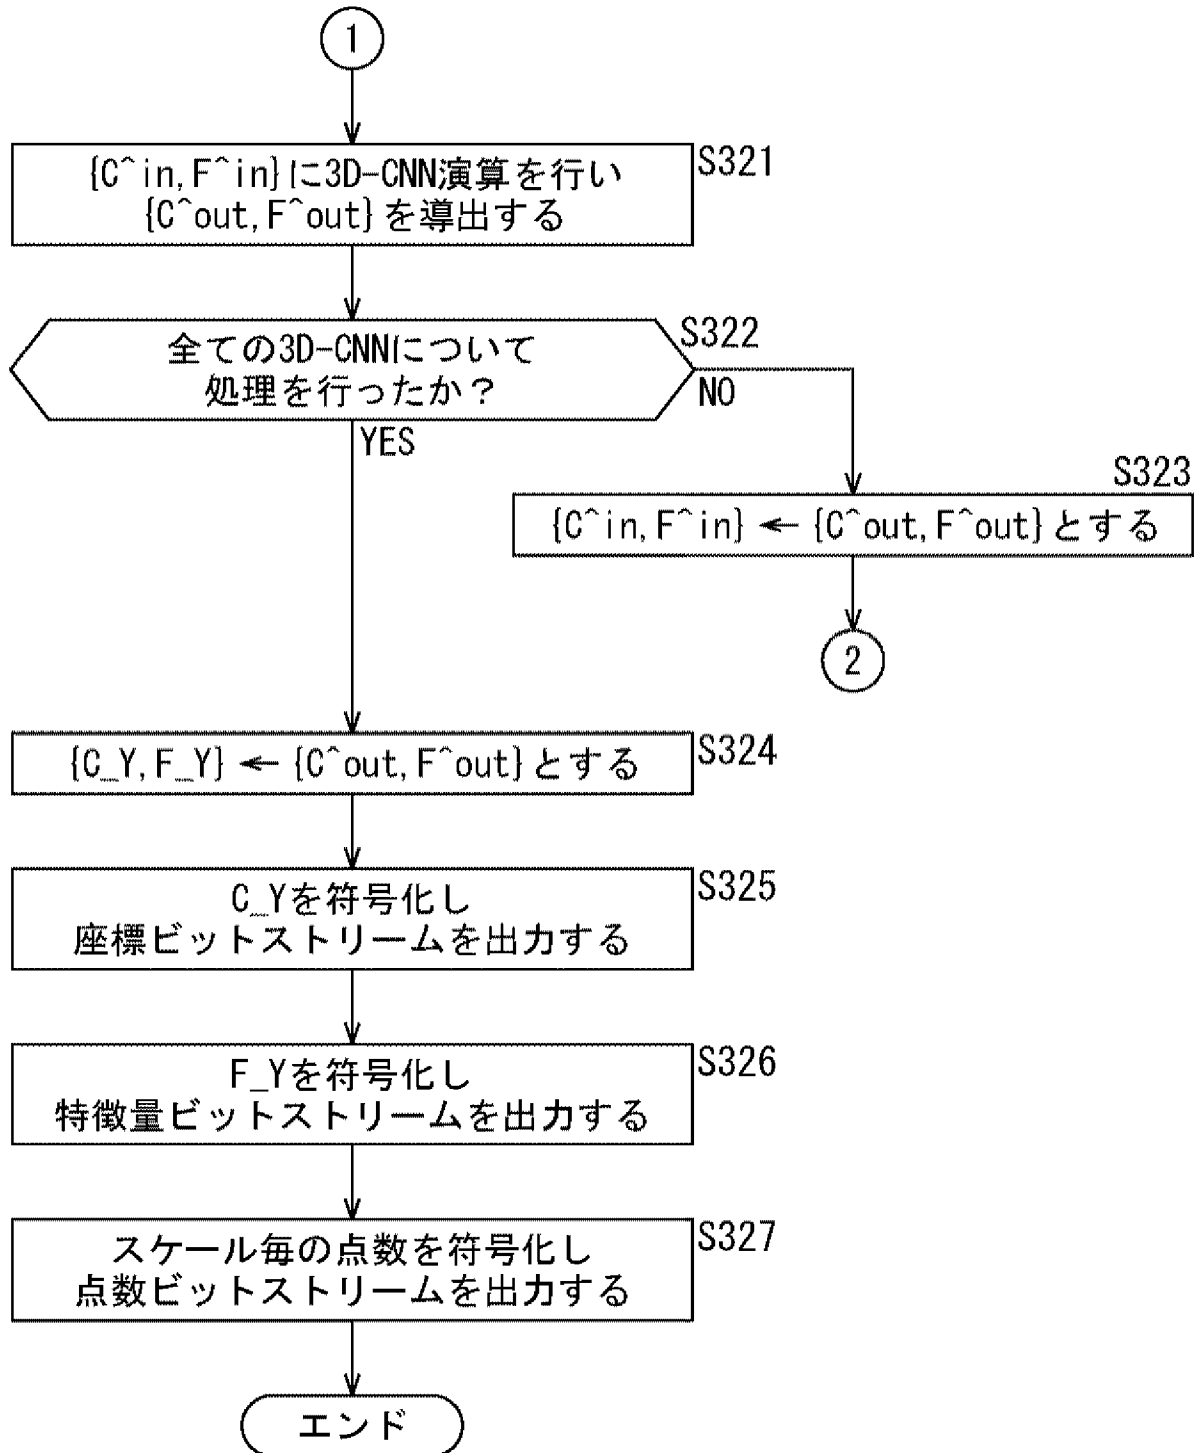 1
{C^in, F^in}に3D-CNN演算を行い
{C^out, F^out}を導出する
S321
全ての3D-CNNについて
処理を行ったか？
S322
NO
YES
S323
{C^in, F^in} ← {C^out, F^out}とする
2
{C_Y, F_Y} ← {C^out, F^out}とする
S324
C_Yを符号化し
座標ビットストリームを出力する
S325
F_Yを符号化し
特徴量ビットストリームを出力する
S326
スケール毎の点数を符号化し
点数ビットストリームを出力する
S327
エンド